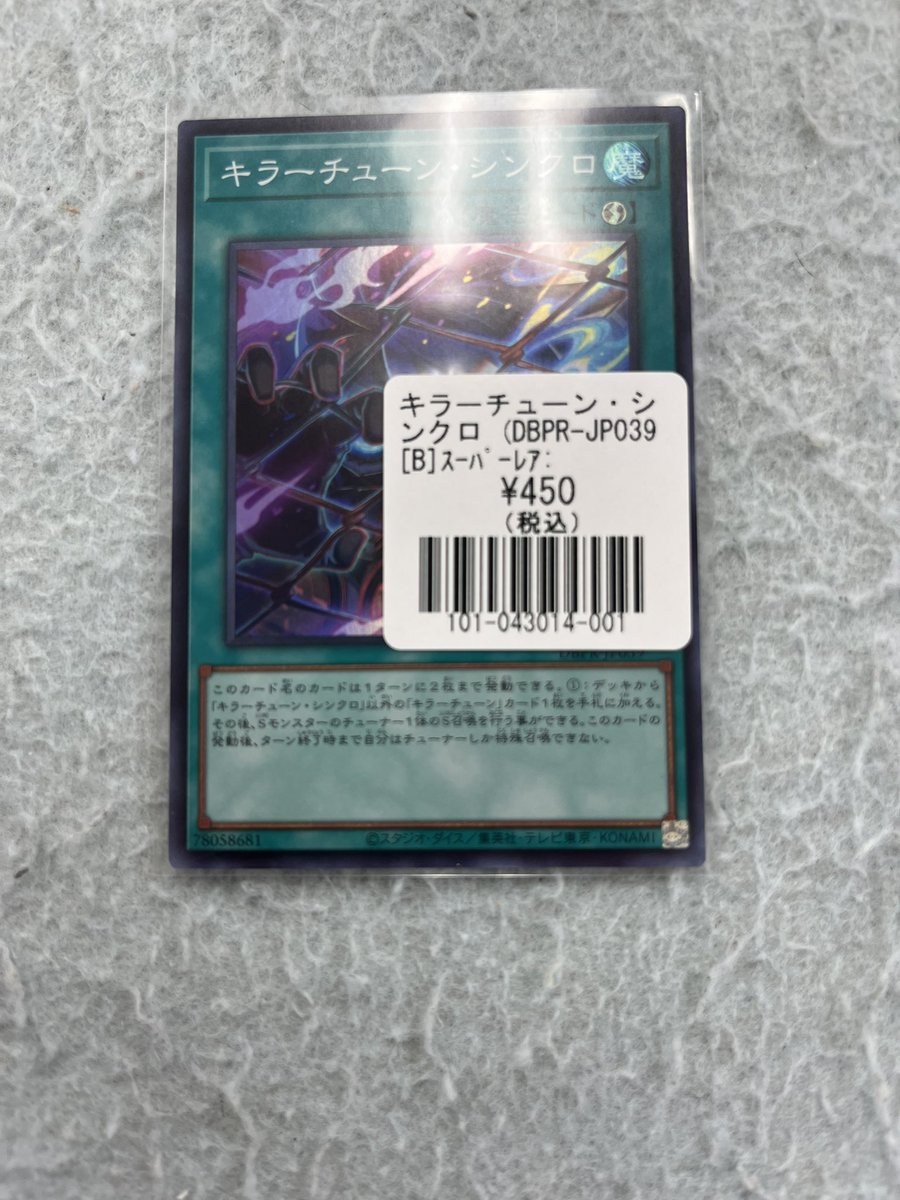 キラーチューン・シンクロ 魔
キラーチューン・シ
ンクロ (DBPR-JP039
[B]ｽｰﾊﾟｰﾚｱ:
¥450
(税込)
101-043014-001
このカード名のカードは１ターンに２枚まで発動できる。①：デッキから
「キラーチューン・シンクロ」以外の「キラーチューン」カード１枚を手札に加える。
その後、Ｓモンスターのチューナー１体のＳ召喚を行う事ができる。このカードの
発動後、ターン終了時まで自分はチューナーしか特殊召喚できない。
78058681
©スタジオ・ダイス／集英社・テレビ東京・KONAMI